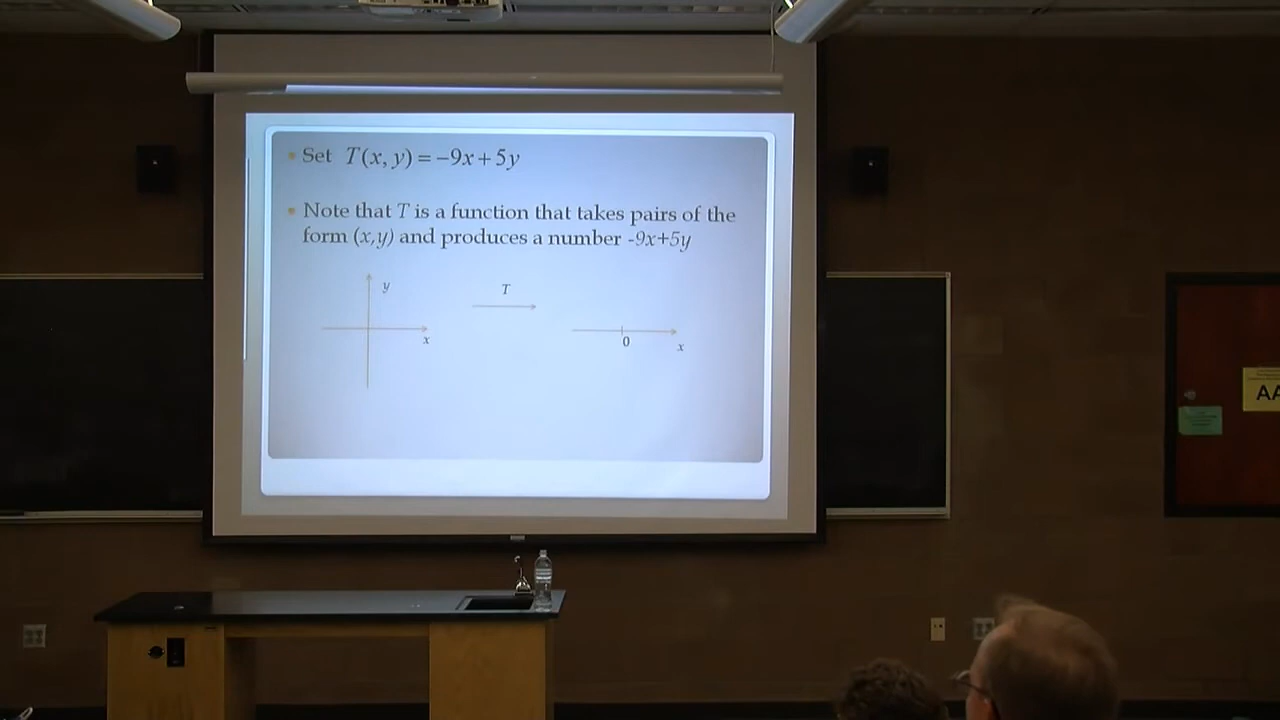 Set T(x, y) = −9x + 5y
Note that T is a function that takes pairs of the
form (x,y) and produces a number -9x+5y
y
T
x
0
x
AA